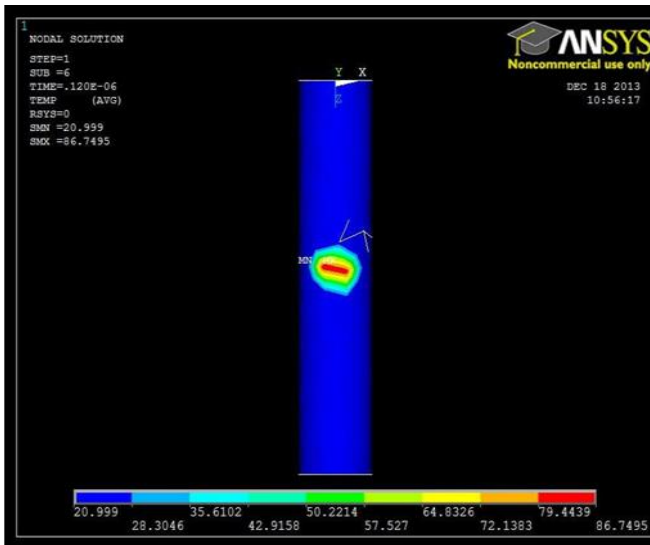 1
NODAL SOLUTION
STEP=1
SUB =6
TIME=.120E-06
TEMP (AVG)
RSYS=0
SMN =20.999
SMX =86.7495
ANSYS
Noncommercial use only
DEC 18 2013
10:56:17
Y X
Z
MN
20.999 35.6102 50.2214 64.8326 79.4439
28.3046 42.9158 57.527 72.1383 86.7495